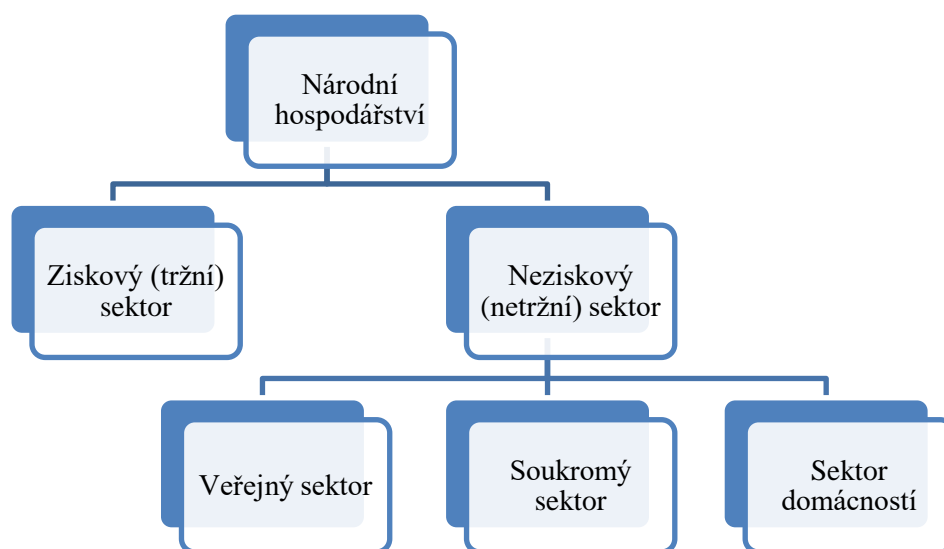 Národní
hospodářství
Ziskový (tržní)
sektor
Neziskový
(netržní) sektor
Veřejný sektor
Soukromý
sektor
Sektor
domácností